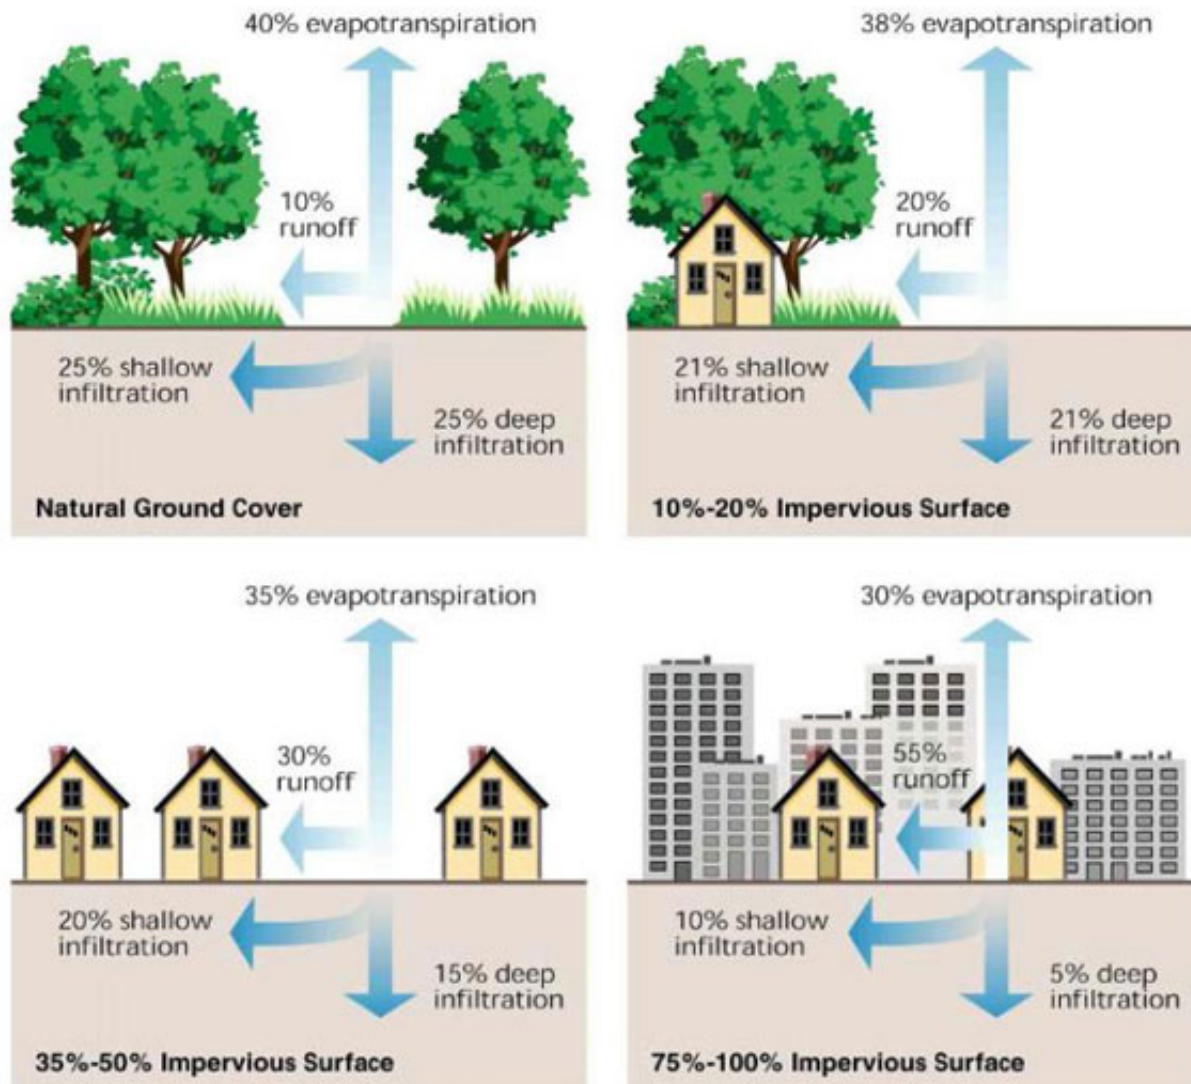 40% evapotranspiration
10%
runoff
25% shallow
infiltration
25% deep
infiltration
Natural Ground Cover
38% evapotranspiration
20%
runoff
21% shallow
infiltration
21% deep
infiltration
10%-20% Impervious Surface
35% evapotranspiration
30%
runoff
20% shallow
infiltration
15% deep
infiltration
35%-50% Impervious Surface
30% evapotranspiration
55%
runoff
10% shallow
infiltration
5% deep
infiltration
75%-100% Impervious Surface